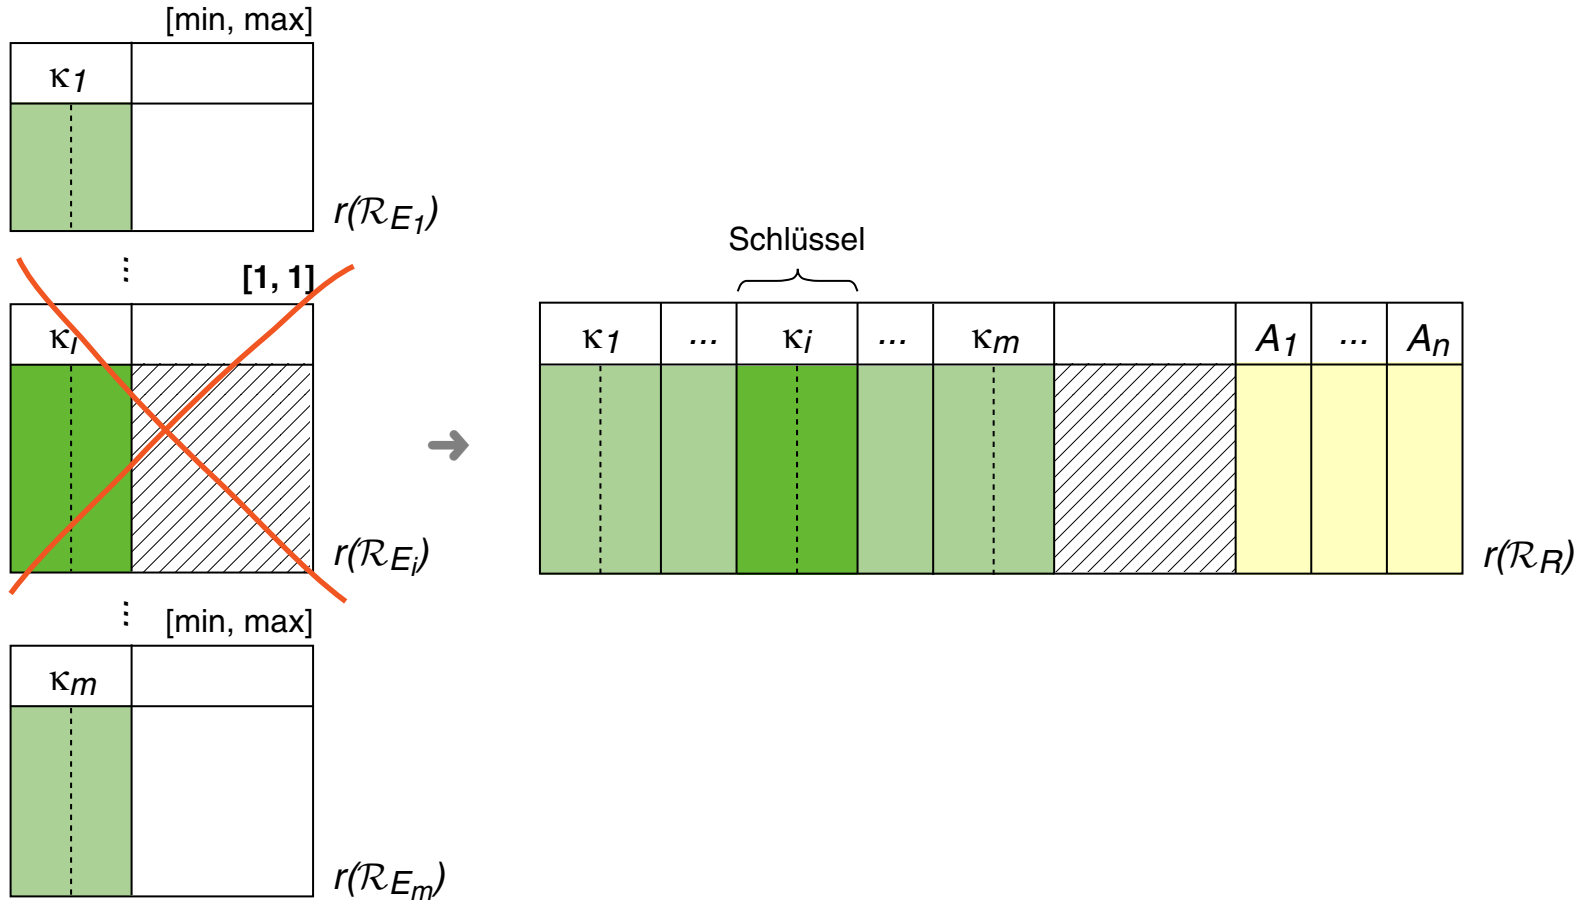 [min, max]
κ1
r(ℛE1)
⋮
[1, 1]
κi
r(ℛEi)
⋮
[min, max]
κm
r(ℛEm)
➔
Schlüssel
κ1 ... κi ... κm A1 ... An
r(ℛR)